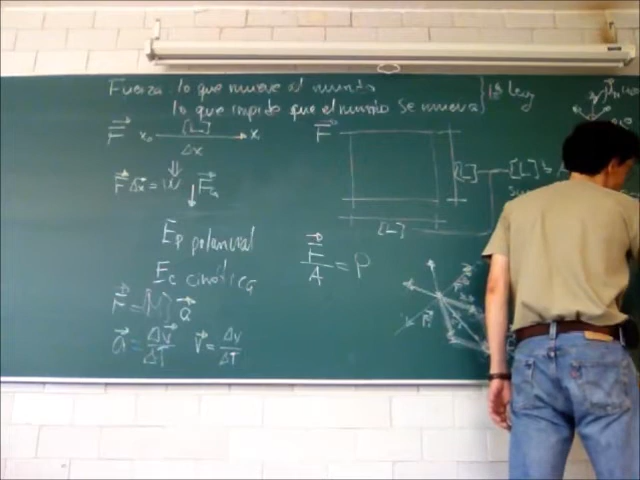 Fuerza: lo que mueve al mundo
lo que impide que el mundo se mueva } 1ª Ley
F⃗ x₀ [L] x
Δx
F⃗
F⃗ Δx⃗ = W
[L]
[L]
Ep potencial
Ec cinética
F⃗/A = P
F⃗ = [M] a⃗
a⃗ = Δv⃗/ΔT v⃗ = Δv/ΔT